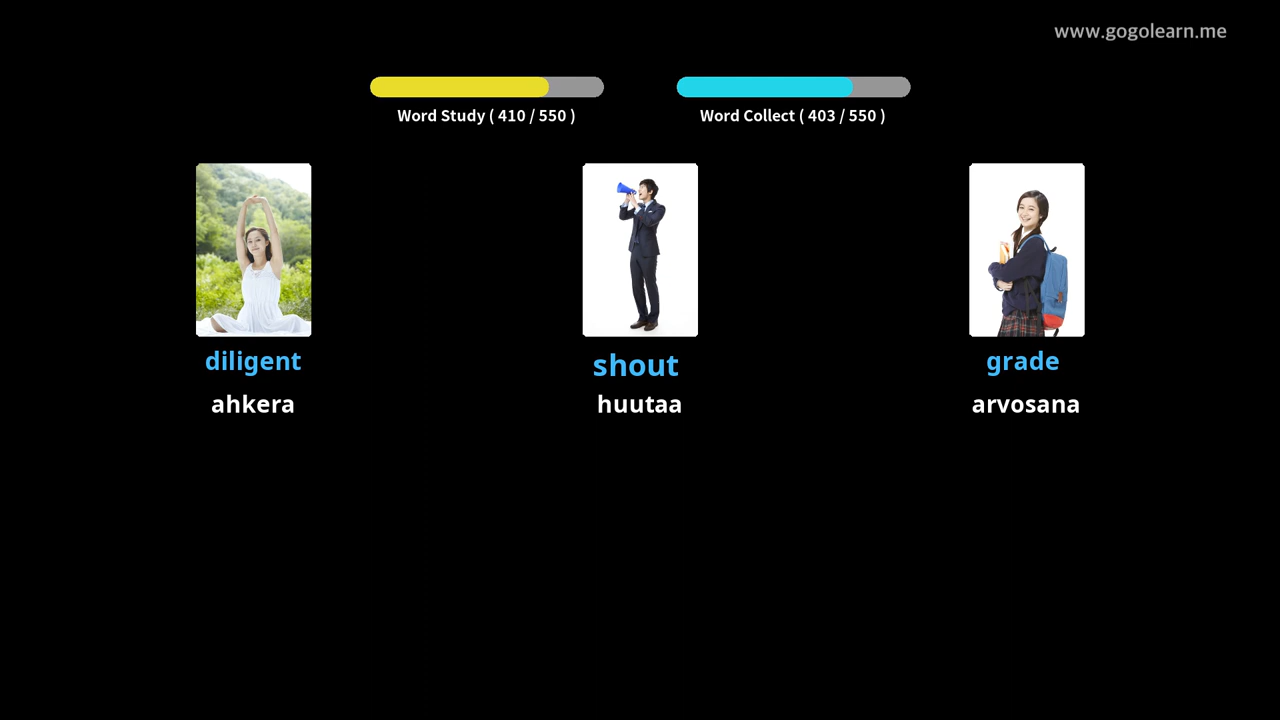 www.gogolearn.me
Word Study ( 410 / 550 )
Word Collect ( 403 / 550 )
diligent
shout
grade
ahkera
huutaa
arvosana